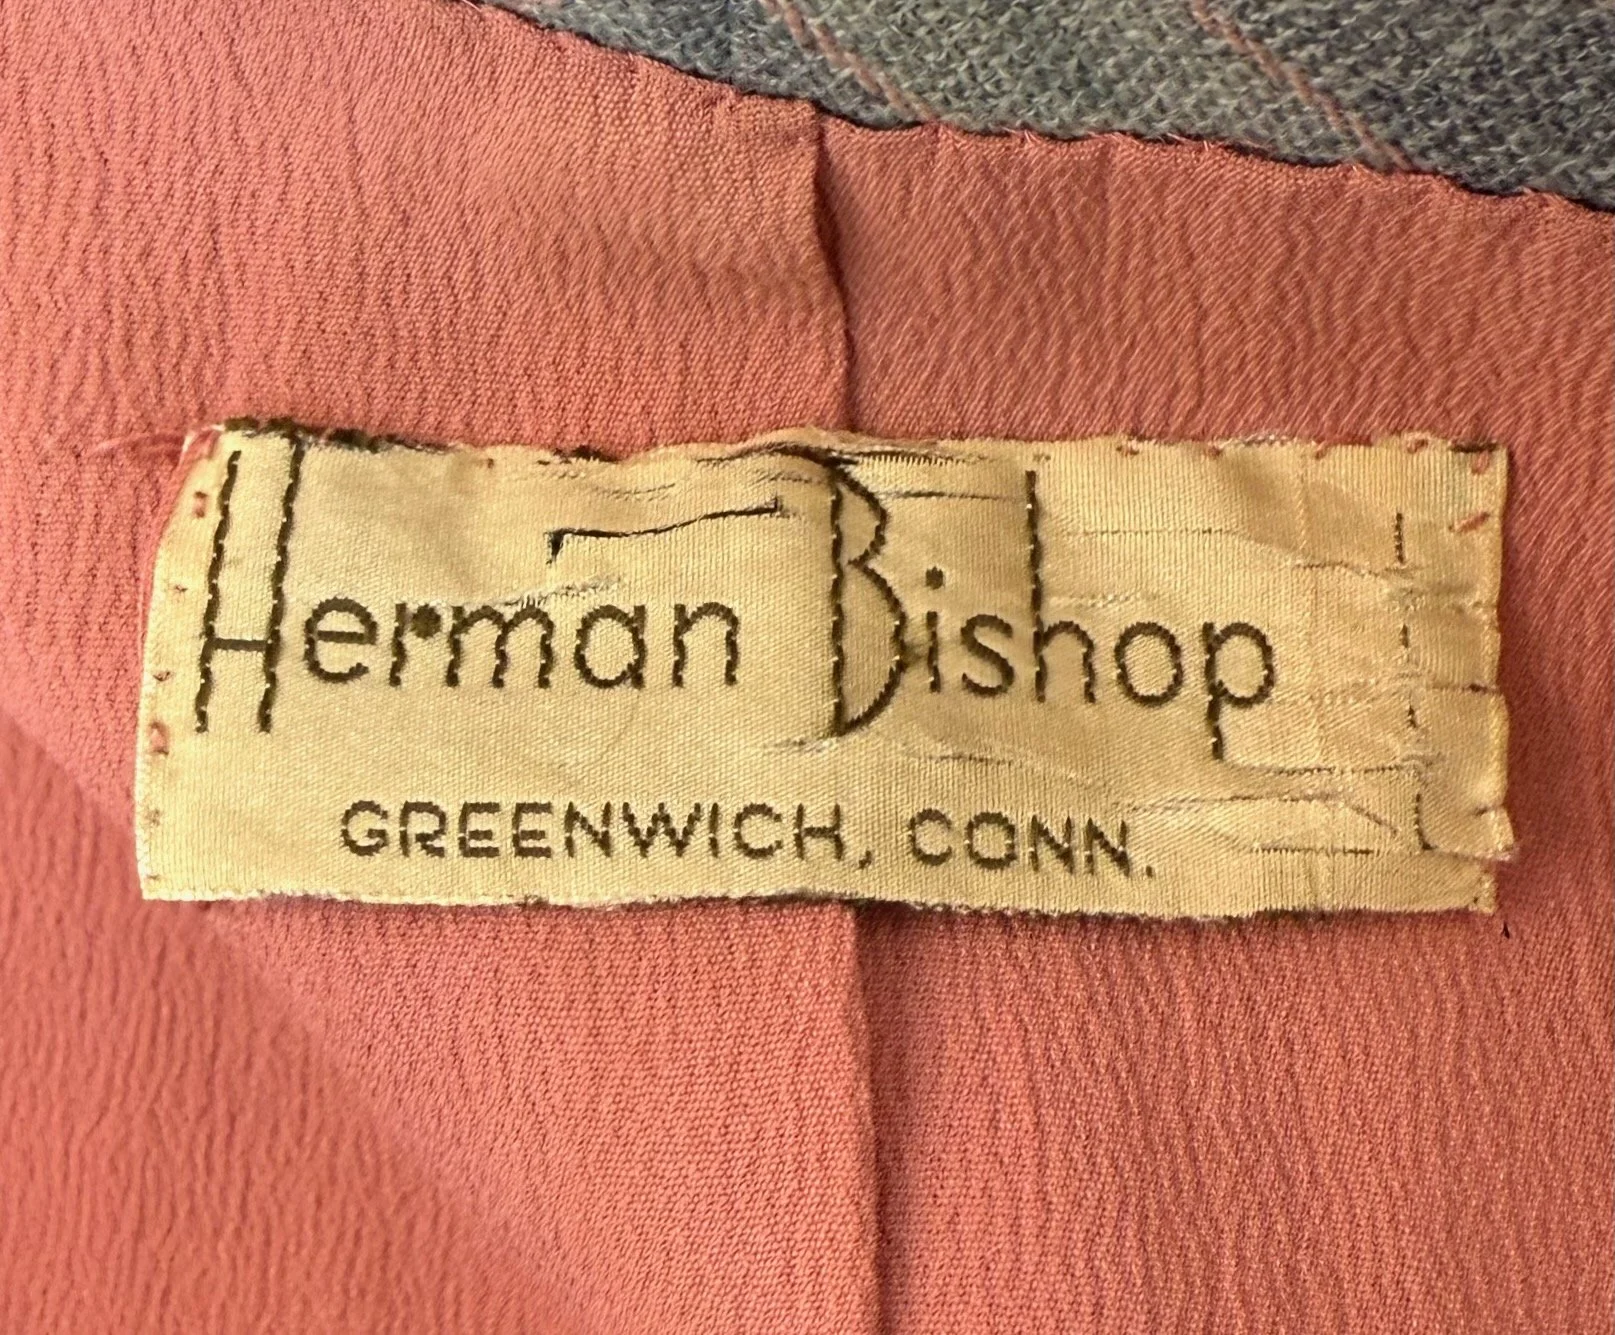 Herman Bishop
GREENWICH, CONN.